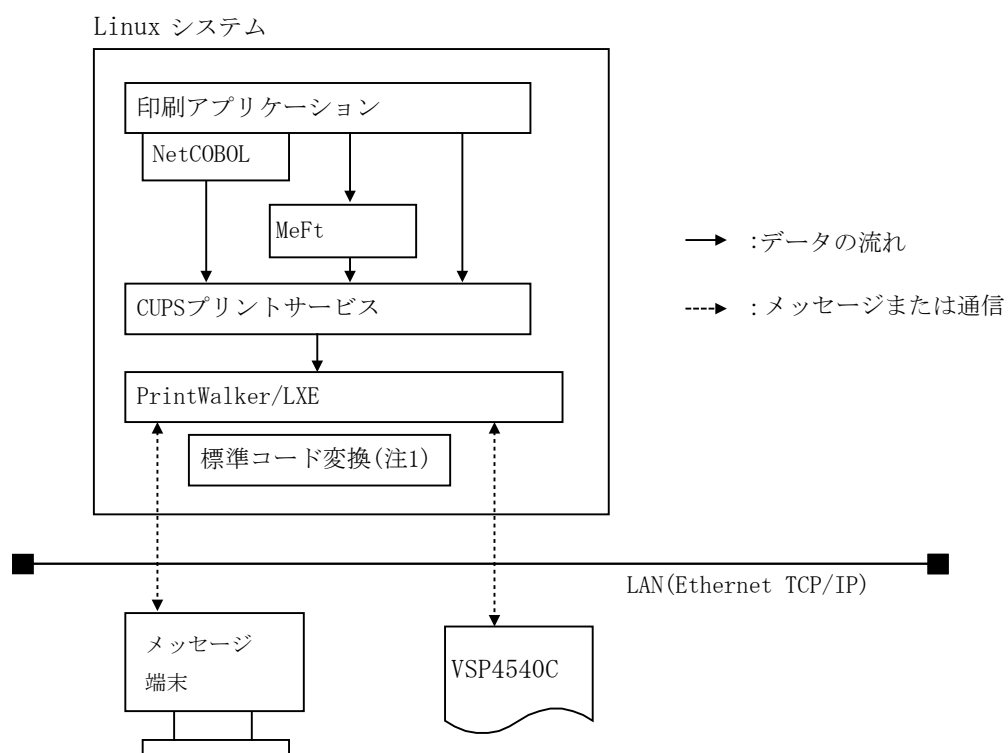 Linux システム
印刷アプリケーション
NetCOBOL
MeFt
:データの流れ
CUPSプリントサービス
:メッセージまたは通信
PrintWalker/LXE
標準コード変換(注1)
LAN(Ethernet TCP/IP)
メッセージ
端末
VSP4540C